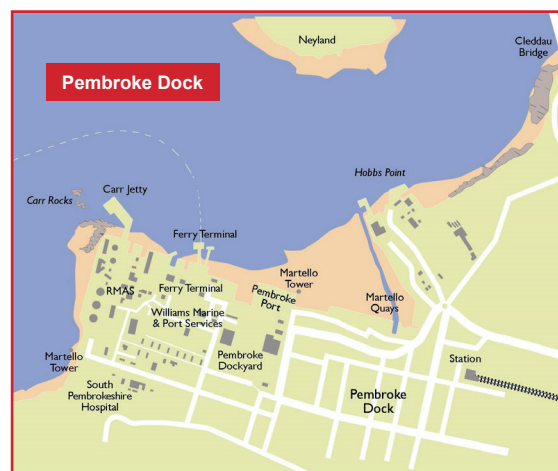 Neyland
Cleddau
Bridge
Pembroke Dock
Hobbs Point
Carr Jetty
Carr Rocks
Ferry Terminal
Martello
Tower
RMAS
Ferry Terminal
Pembroke
Port
Martello
Quays
Williams Marine
& Port Services
Martello
Tower
Pembroke
Dockyard
Station
South
Pembrokeshire
Hospital
Pembroke
Dock